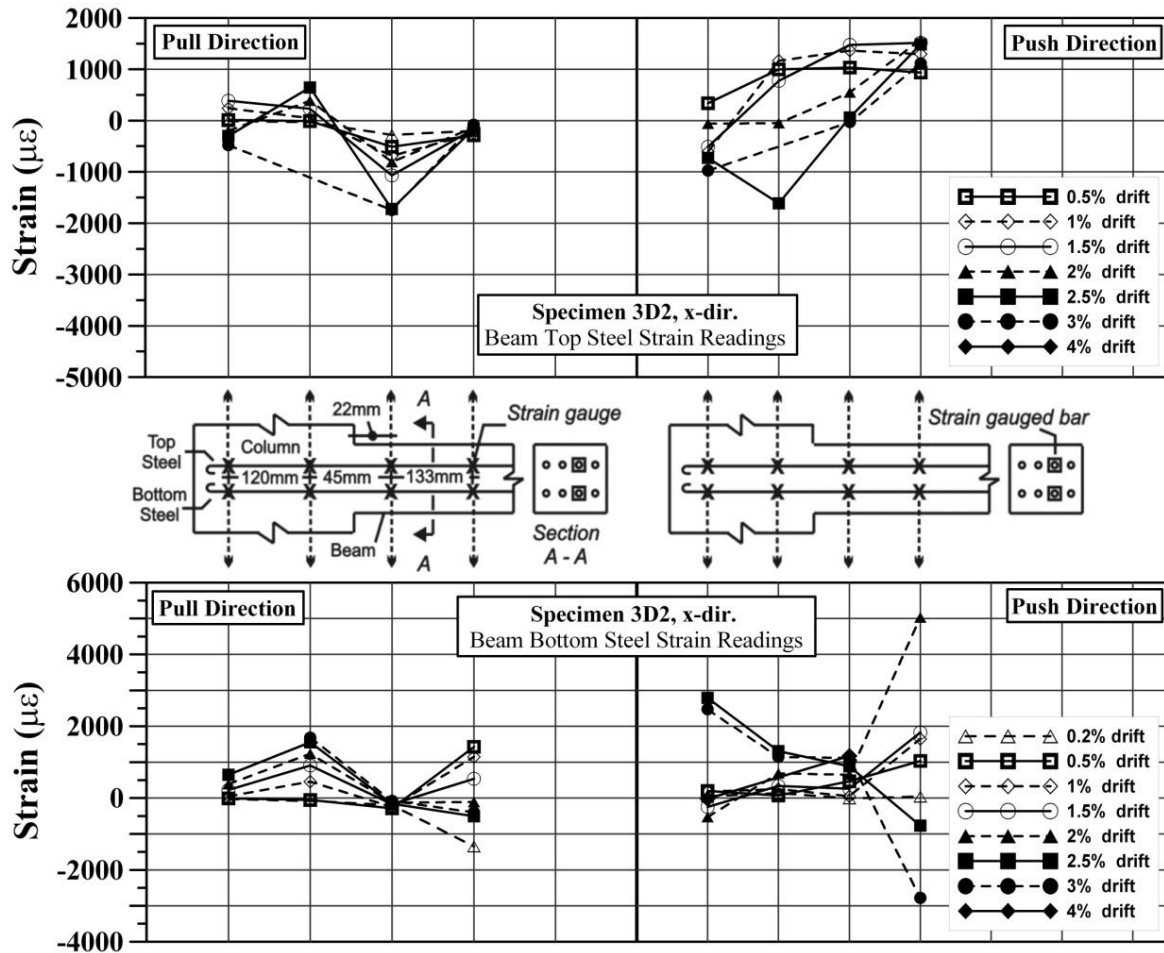 2000
1000
0
-1000
-2000
-3000
-4000
-5000
Strain (με)
Pull Direction
Push Direction
0.5% drift
1% drift
1.5% drift
2% drift
2.5% drift
3% drift
4% drift
Specimen 3D2, x-dir.
Beam Top Steel Strain Readings
22mm
A
Strain gauge
Strain gauged bar
Top
Steel
Column
120mm
45mm
133mm
Bottom
Steel
Beam
A
Section
A - A
6000
4000
2000
0
-2000
-4000
Strain (με)
Pull Direction
Specimen 3D2, x-dir.
Beam Bottom Steel Strain Readings
Push Direction
0.2% drift
0.5% drift
1% drift
1.5% drift
2% drift
2.5% drift
3% drift
4% drift